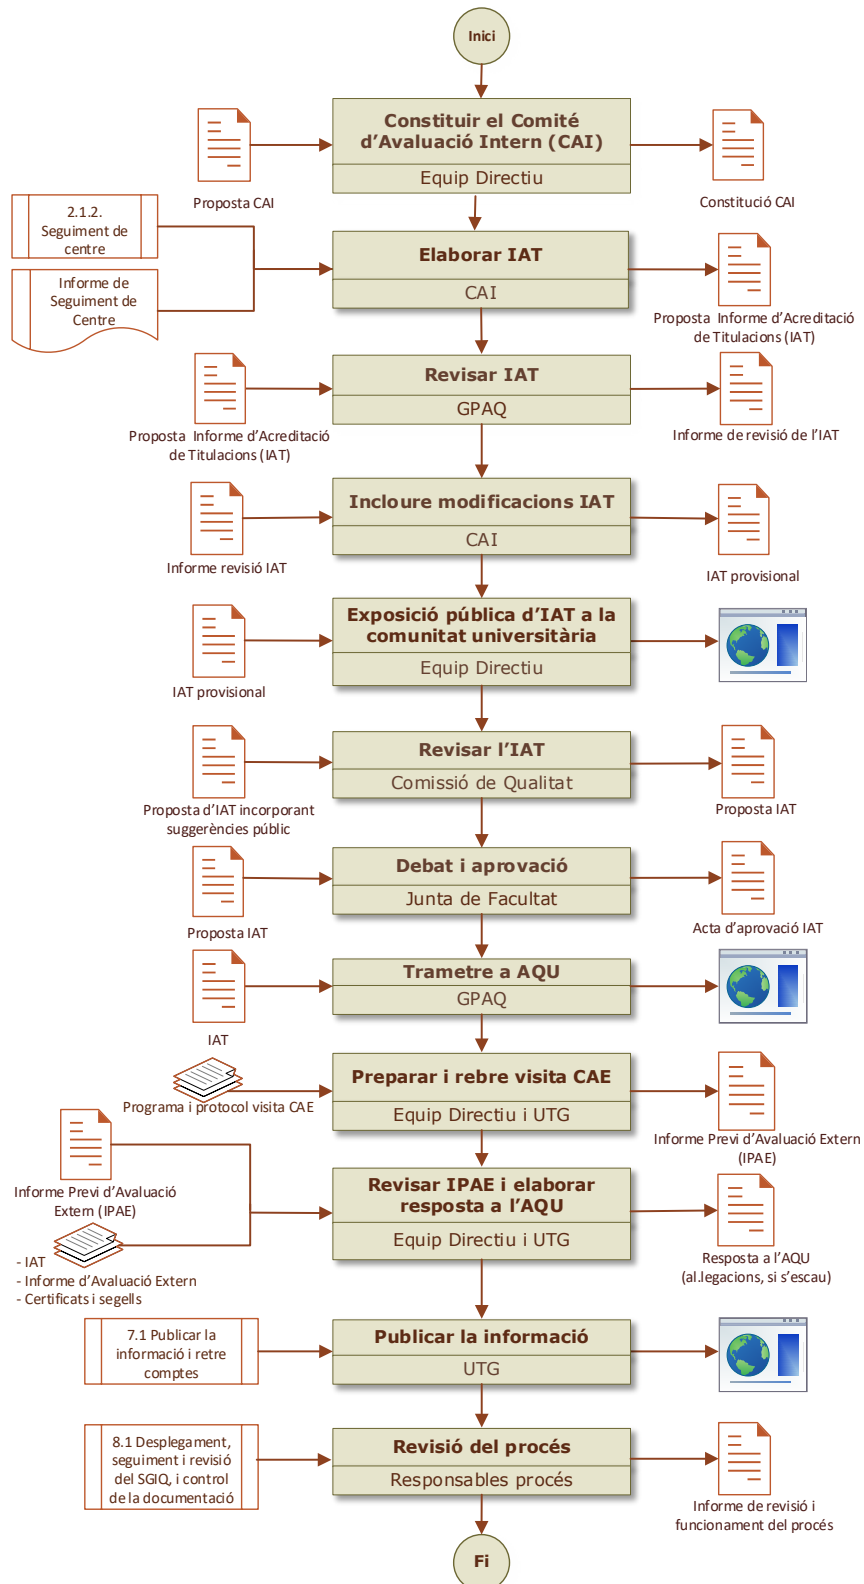 Inici
Constituir el Comité
d’Avaluació Intern (CAI)
Equip Directiu
Proposta CAI
Constitució CAI
2.1.2.
Seguiment de
centre
Informe de
Seguiment de
Centre
Elaborar IAT
CAI
Proposta Informe d’Acreditació
de Titulacions (IAT)
Revisar IAT
GPAQ
Proposta Informe d’Acreditació
de Titulacions (IAT)
Informe de revisió de l’IAT
Incloure modificacions IAT
CAI
Informe revisió IAT
IAT provisional
Exposició pública d’IAT a la
comunitat universitària
Equip Directiu
IAT provisional
Revisar l’IAT
Comissió de Qualitat
Proposta d’IAT incorporant
suggerències públic
Proposta IAT
Debat i aprovació
Junta de Facultat
Proposta IAT
Acta d’aprovació IAT
Trametre a AQU
GPAQ
IAT
Preparar i rebre visita CAE
Equip Directiu i UTG
Programa i protocol visita CAE
Informe Previ d’Avaluació Extern
(IPAE)
Informe Previ d’Avaluació
Extern (IPAE)
- IAT
- Informe d’Avaluació Extern
- Certificats i segells
Revisar IPAE i elaborar
resposta a l’AQU
Equip Directiu i UTG
Resposta a l’AQU
(al.legacions, si s’escau)
7.1 Publicar la
informació i retre
comptes
Publicar la informació
UTG
8.1 Desplegament,
seguiment i revisió
del SGIQ, i control
de la documentació
Revisió del procés
Responsables procés
Informe de revisió i
funcionament del procés
Fi